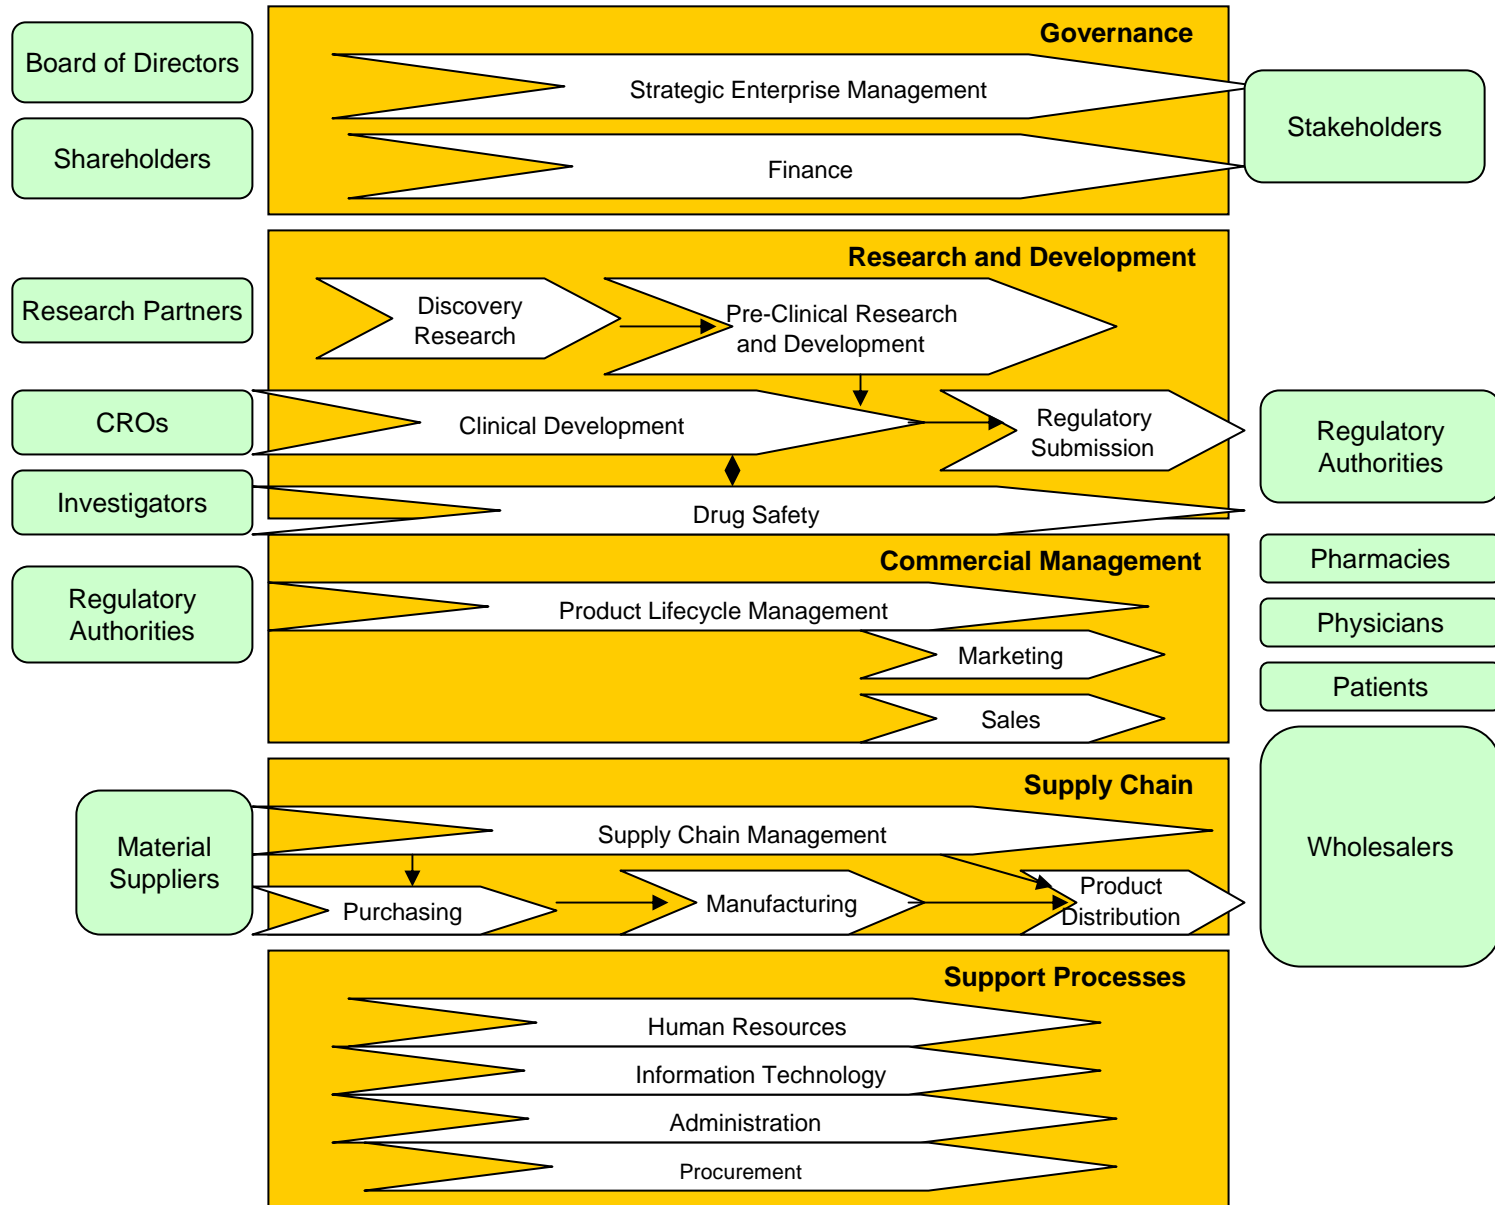 Governance
Board of Directors
Strategic Enterprise Management
Stakeholders
Shareholders
Finance
Research and Development
Research Partners
Discovery
Research
Pre-Clinical Research
and Development
CROs
Clinical Development
Regulatory
Submission
Regulatory
Authorities
Investigators
Drug Safety
Commercial Management
Pharmacies
Regulatory
Authorities
Product Lifecycle Management
Physicians
Marketing
Patients
Sales
Supply Chain
Material
Suppliers
Supply Chain Management
Wholesalers
Purchasing
Manufacturing
Product
Distribution
Support Processes
Human Resources
Information Technology
Administration
Procurement